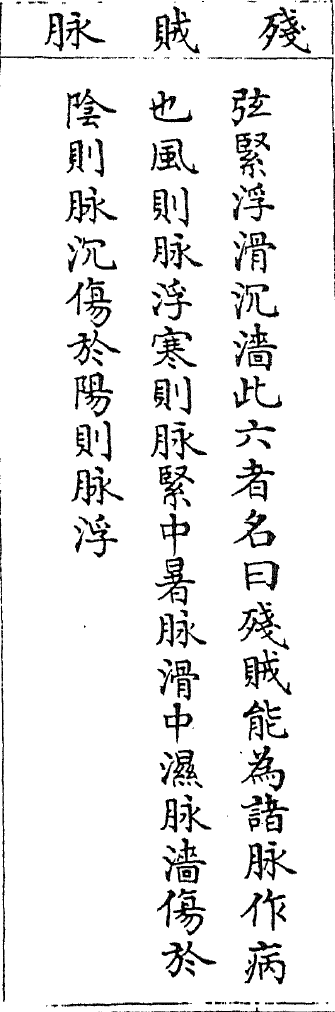 殘賊脉
弦緊浮滑沉濇此六者名曰殘賊能為諸脉作病
也風則脉浮寒則脉緊中暑脉滑中濕脉濇傷於
陰則脉沉傷於陽則脉浮